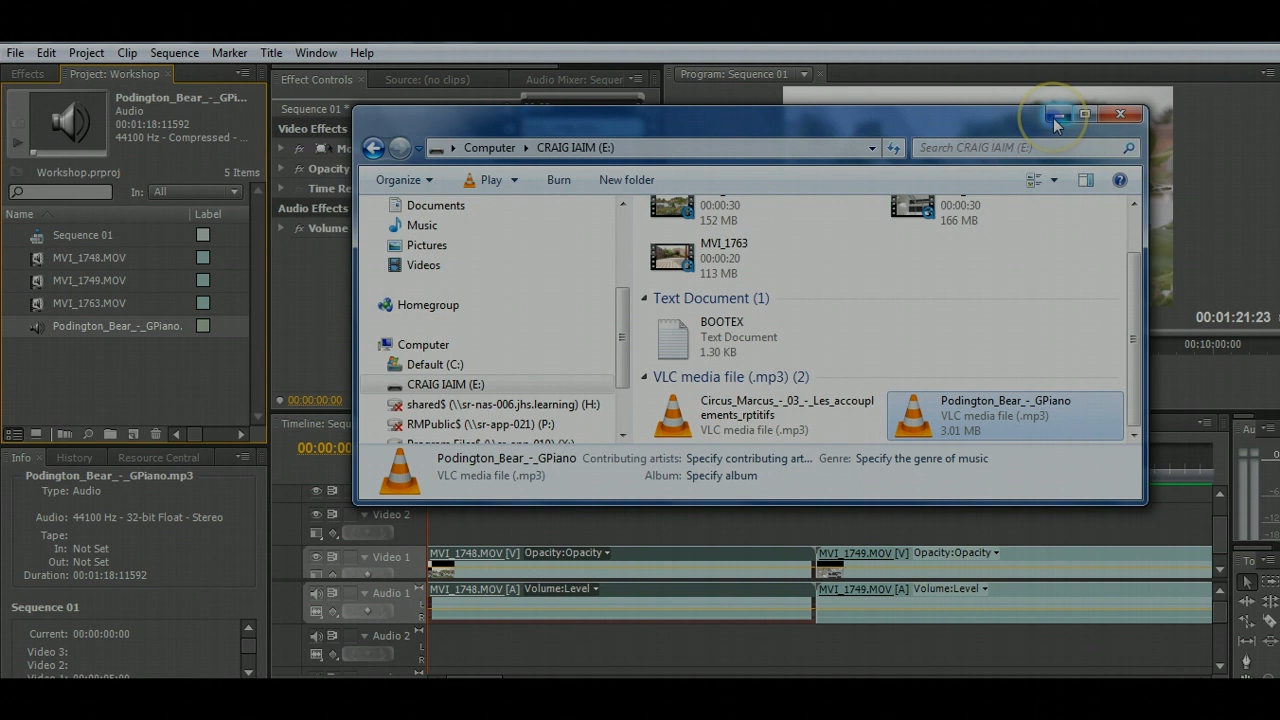 File Edit Project Clip Sequence Marker Title Window Help
Effects Project: Workshop Effect Controls Source: (no clips) Audio Mixer: Sequer Program: Sequence 01
Podington_Bear_-_GPi...
Audio
00:01:18:11592
44100 Hz - Compressed -
Workshop.prproj 5 Items
In: All
Name Label
Sequence 01
MVI_1748.MOV
MVI_1749.MOV
MVI_1763.MOV
Podington_Bear_-_GPiano.
Sequence 01 *
Video Effects
fx Mo
fx Opacity
Time Re
Audio Effects
fx Volume
00:00:00:00
Computer CRAIG IAIM (E:) Search CRAIG IAIM (E:)
Organize Play Burn New folder
Documents
Music
Pictures
Videos
Homegroup
Computer
Default (C:)
CRAIG IAIM (E:)
shared$ (\\sr-nas-006.jhs.learning) (H:)
RMPublic$ (\\sr-app-021) (P:)
00:00:30
152 MB
00:00:30
166 MB
MVI_1763
00:00:20
113 MB
Text Document (1)
BOOTEX
Text Document
1.30 KB
VLC media file (.mp3) (2)
Circus_Marcus_-_03_-_Les_accoupl
ements_rptitifs
VLC media file (.mp3)
Podington_Bear_-_GPiano
VLC media file (.mp3)
3.01 MB
Podington_Bear_-_GPiano Contributing artists: Specify contributing art... Genre: Specify the genre of music
VLC media file (.mp3) Album: Specify album
00:01:21:23
00:10:00:00
Info History Resource Central
Podington_Bear_-_GPiano.mp3
Type: Audio
Audio: 44100 Hz - 32-bit Float - Stereo
Tape:
In: Not Set
Out: Not Set
Duration: 00:01:18:11592
Sequence 01
Current: 00:00:00:00
Video 3:
Video 2:
Timeline: Sequ
00:00
Video 2
Video 1 MVI_1748.MOV [V] Opacity:Opacity MVI_1749.MOV [V] Opacity:Opacity
Audio 1 MVI_1748.MOV [A] Volume:Level MVI_1749.MOV [A] Volume:Level
L
R
Audio 2
L
R
Au
To